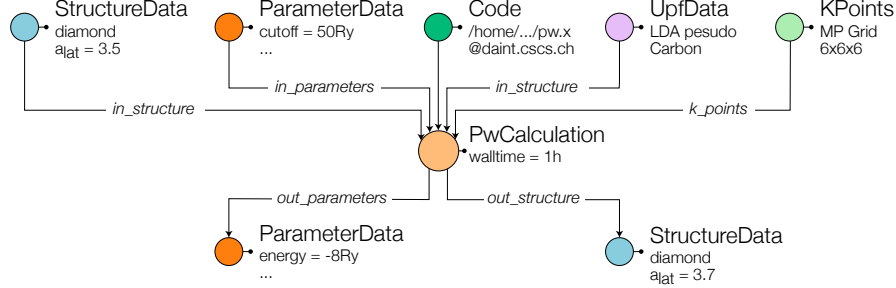 StructureData
diamond
alat = 3.5
ParameterData
cutoff = 50Ry
...
Code
/home/.../pw.x
@daint.cscs.ch
UpfData
LDA pesudo
Carbon
KPoints
MP Grid
6x6x6
in_structure
in_parameters
in_structure
k_points
PwCalculation
walltime = 1h
out_parameters
out_structure
ParameterData
energy = -8Ry
...
StructureData
diamond
alat = 3.7